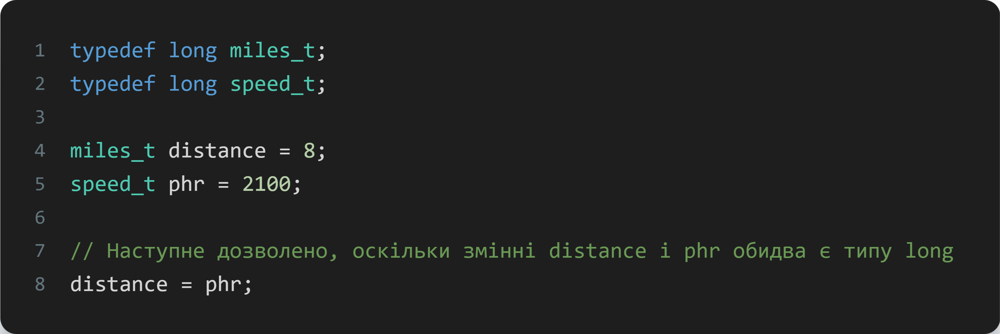 1 typedef long miles_t;
2 typedef long speed_t;
3
4 miles_t distance = 8;
5 speed_t phr = 2100;
6
7 // Наступне дозволено, оскільки змінні distance і phr обидва є типу long
8 distance = phr;